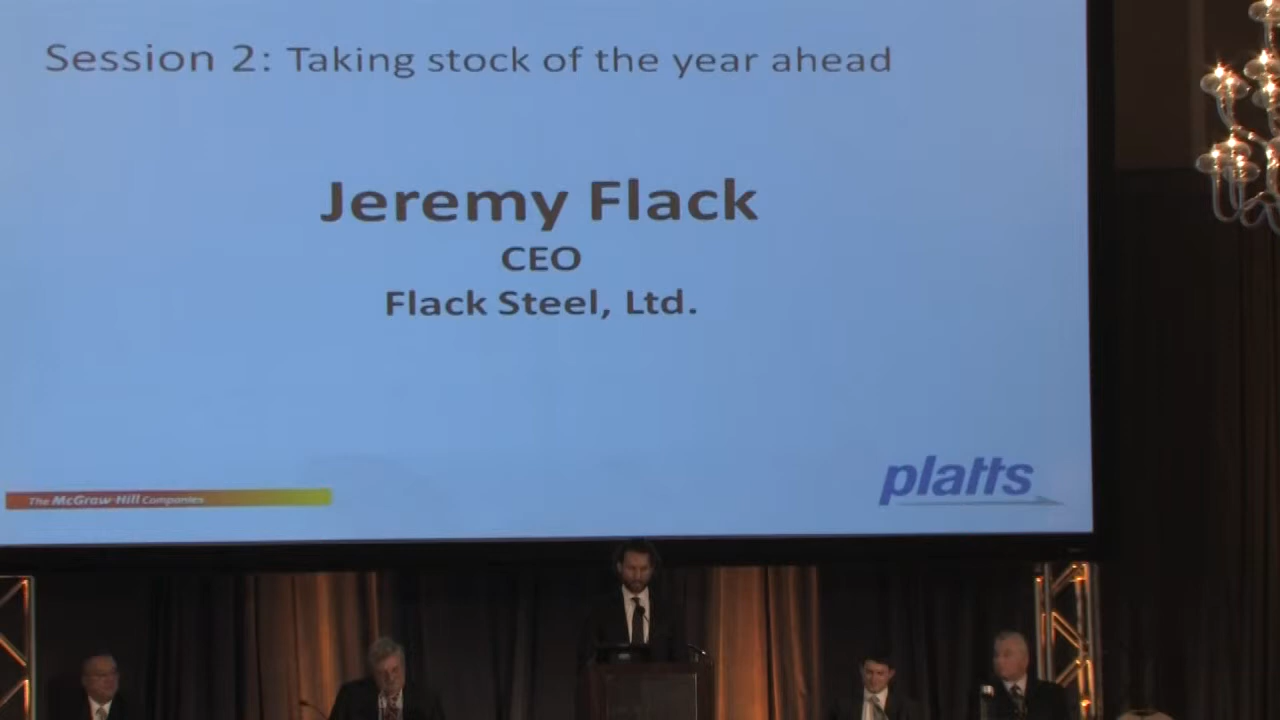 Session 2: Taking stock of the year ahead
Jeremy Flack
CEO
Flack Steel, Ltd.
The McGraw-Hill Companies
platts